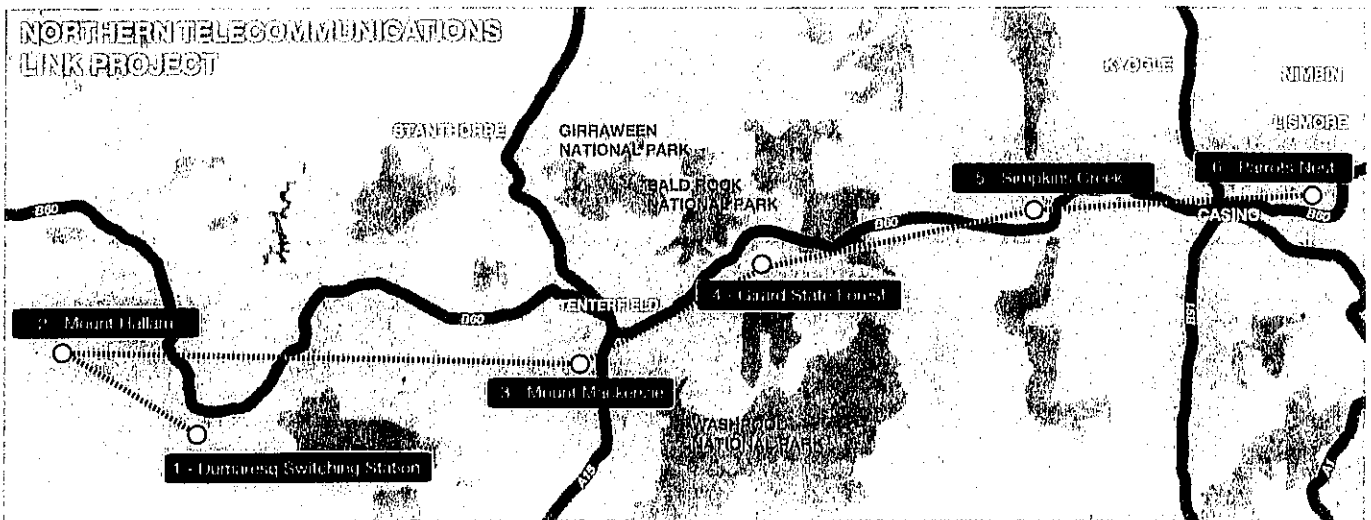 NORTHERN TELECOMMUNICATIONS
LINK PROJECT
KYOGLE
NIMBIN
STANTHORPE
GIRRAWEEN
NATIONAL PARK
LISMORE
6 - Parrots Nest
5 - Simpkins Creek
BALD ROCK
NATIONAL PARK
B60
B60
CASINO
B60
4 - Girard State Forest
TENTERFIELD
2 - Mount Hallam
B60
B91
3 - Mount Mackenzie
WASHPOOL
NATIONAL PARK
1 - Dumaresq Switching Station
A15
A1